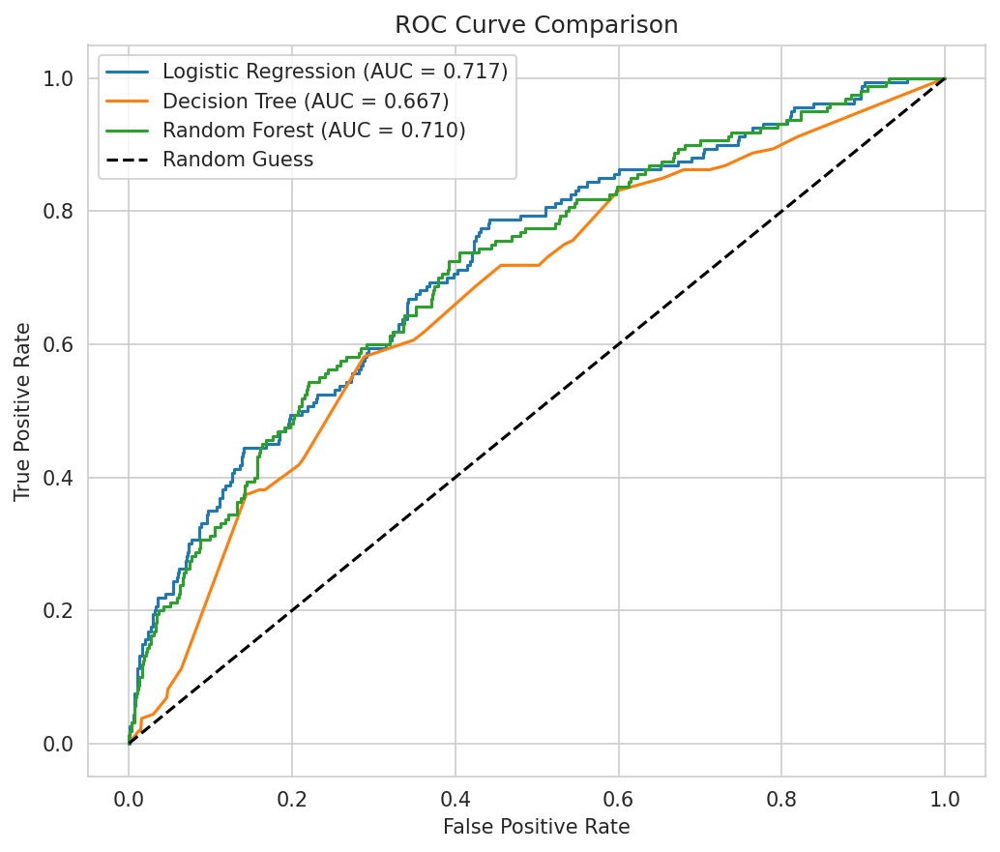 ROC Curve Comparison
Logistic Regression (AUC = 0.717)
Decision Tree (AUC = 0.667)
Random Forest (AUC = 0.710)
Random Guess
True Positive Rate
1.0
0.8
0.6
0.4
0.2
0.0
0.0 0.2 0.4 0.6 0.8 1.0
False Positive Rate